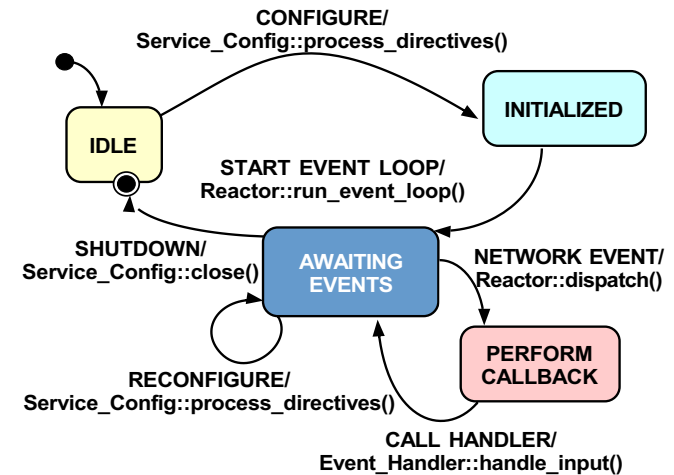 CONFIGURE/
Service_Config::process_directives()
IDLE
INITIALIZED
START EVENT LOOP/
Reactor::run_event_loop()
SHUTDOWN/
Service_Config::close()
AWAITING
EVENTS
NETWORK EVENT/
Reactor::dispatch()
PERFORM
CALLBACK
RECONFIGURE/
Service_Config::process_directives()
CALL HANDLER/
Event_Handler::handle_input()